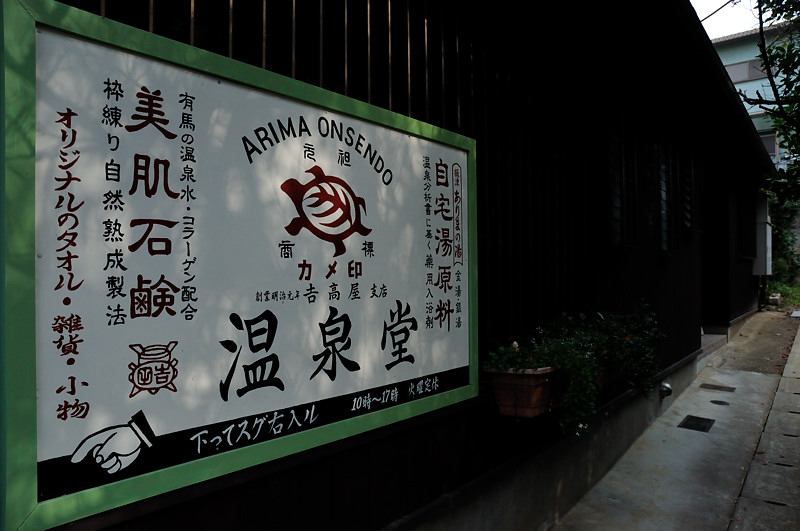 ARIMA ONSENDO
元祖
商標
カメ印
創業明治元年 吉高屋 支店
温泉堂
摂津 ありまの湯 (金湯銀湯
自宅湯原料
温泉分析書に基く薬用入浴剤
有馬の温泉水・コラーゲン配合
美肌石鹸
枠練り自然熟成製法
オリジナルのタオル・雑貨・小物
下ってスグ右入ル
10時〜17時 火曜定休